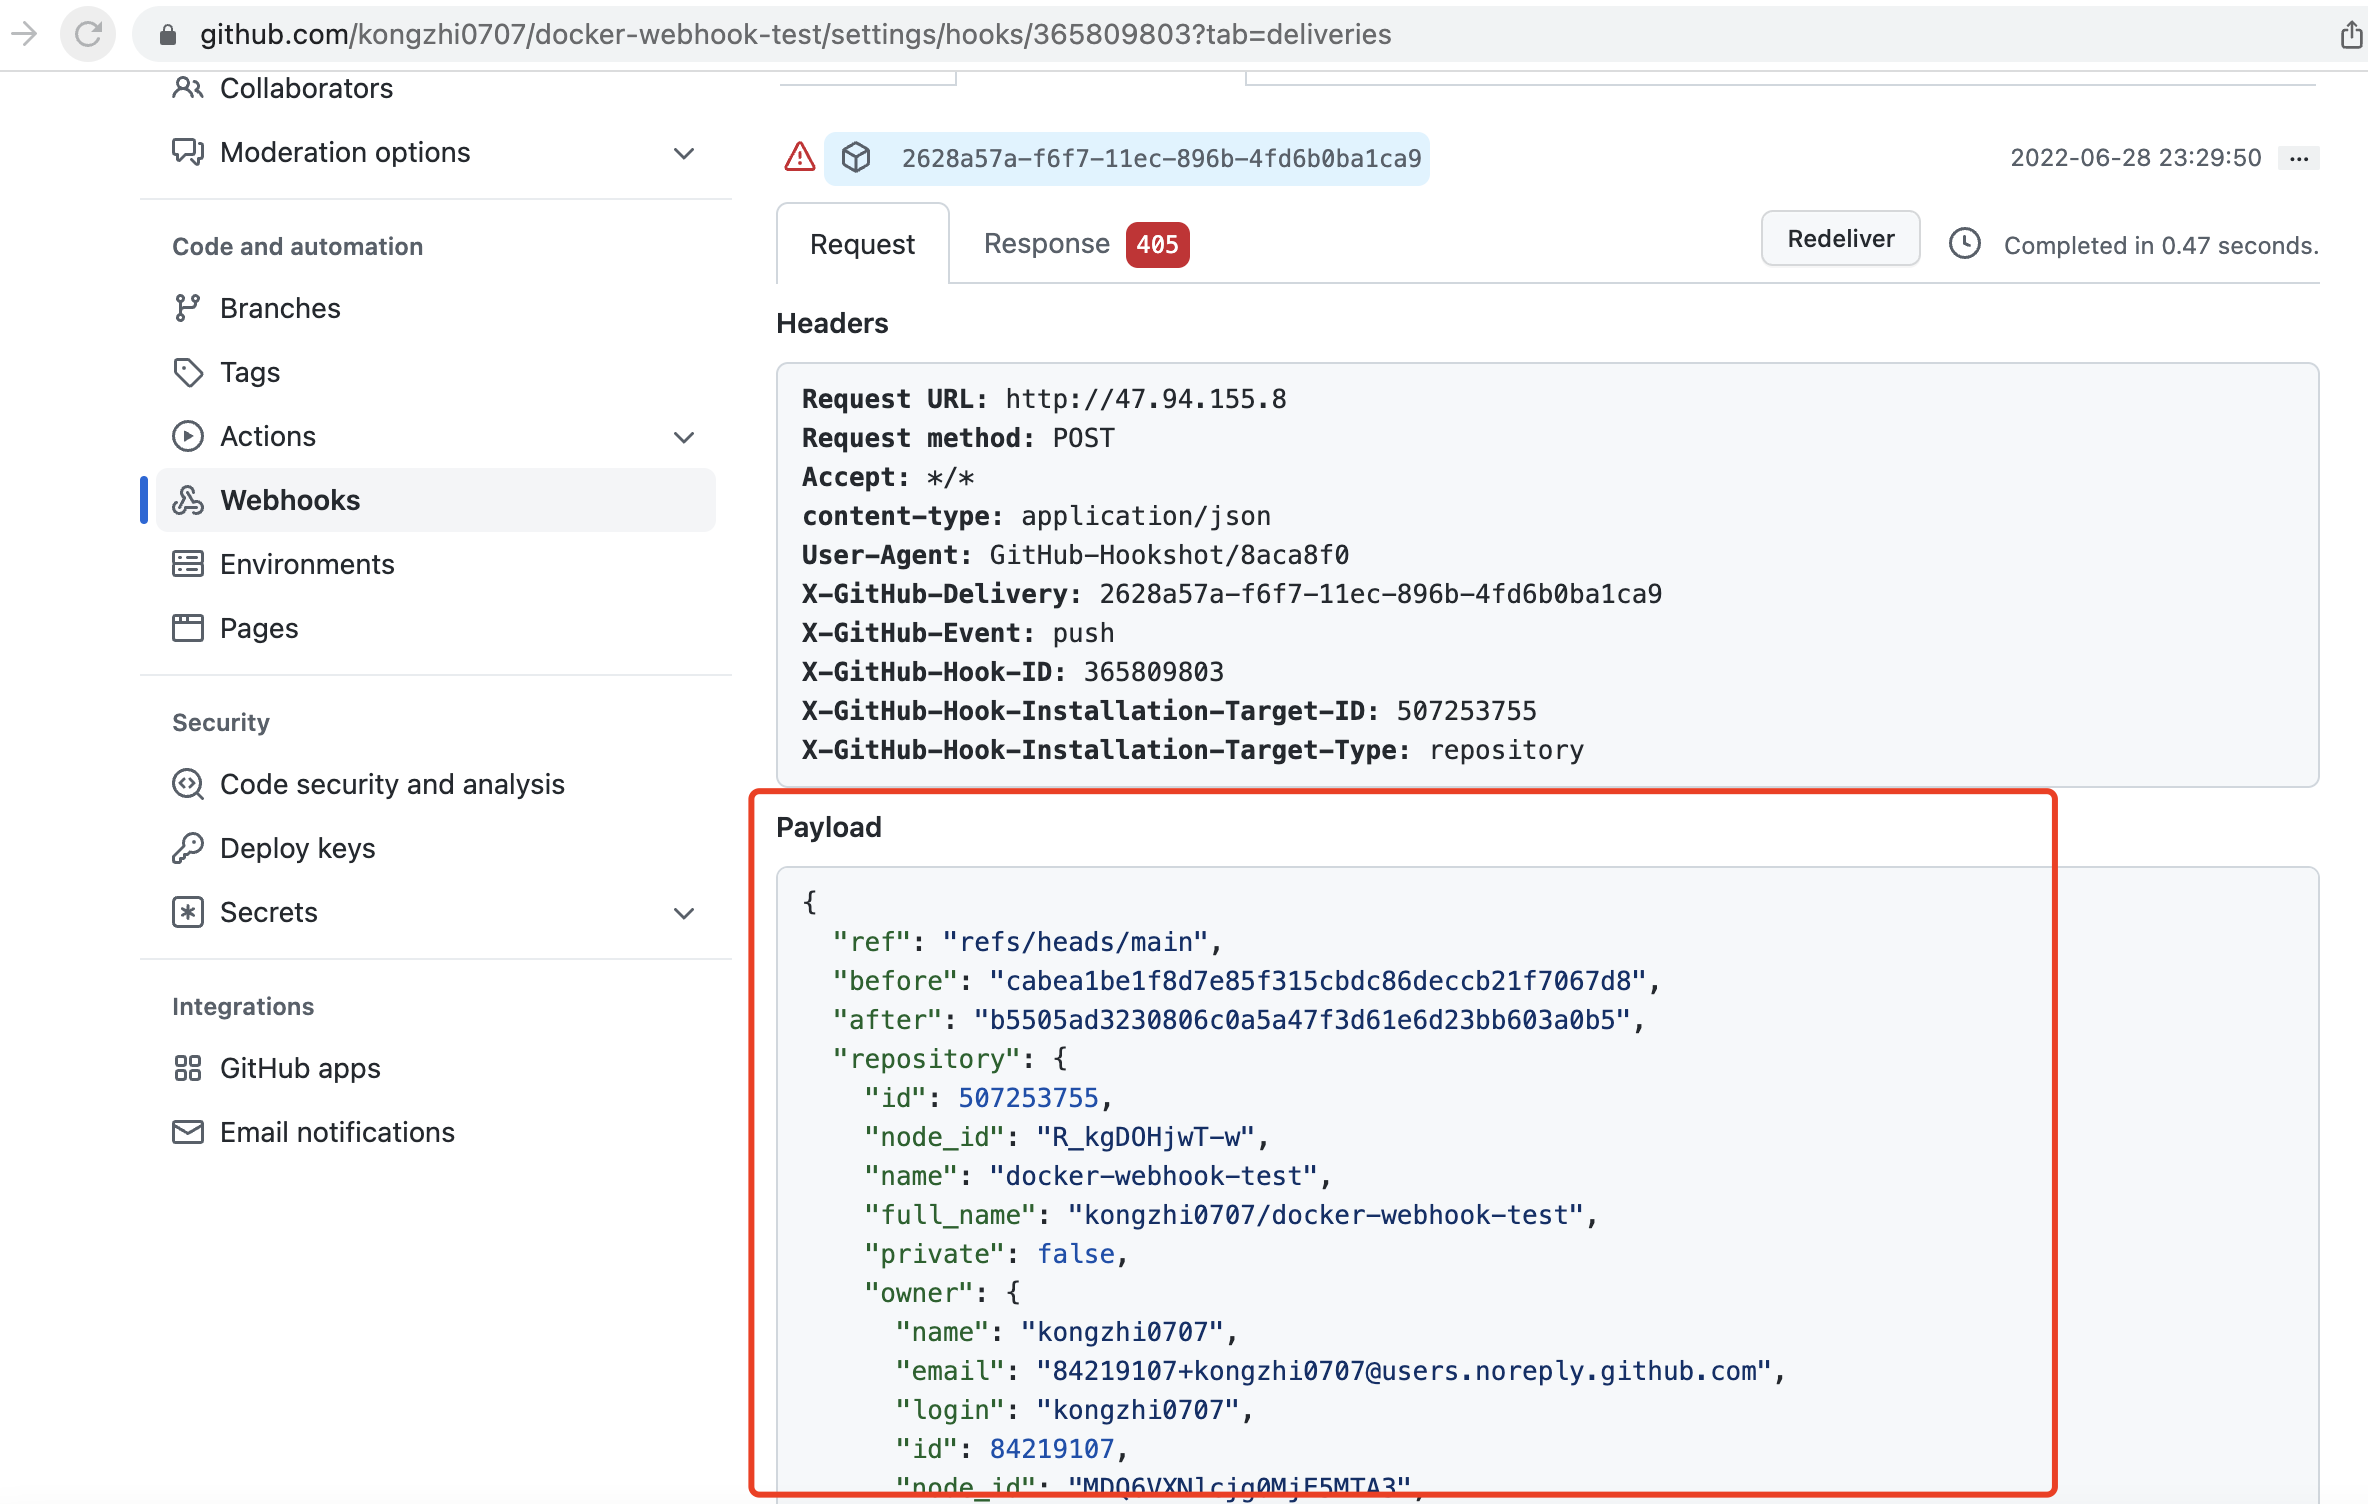 github.com/kongzhi0707/docker-webhook-test/settings/hooks/365809803?tab=deliveries
Collaborators
Moderation options
Code and automation
Branches
Tags
Actions
Webhooks
Environments
Pages
Security
Code security and analysis
Deploy keys
Secrets
Integrations
GitHub apps
Email notifications
2628a57a-f6f7-11ec-896b-4fd6b0ba1ca9
2022-06-28 23:29:50 ...
Request
Response 405
Redeliver
Completed in 0.47 seconds.
Headers
Request URL: http://47.94.155.8
Request method: POST
Accept: */*
content-type: application/json
User-Agent: GitHub-Hookshot/8aca8f0
X-GitHub-Delivery: 2628a57a-f6f7-11ec-896b-4fd6b0ba1ca9
X-GitHub-Event: push
X-GitHub-Hook-ID: 365809803
X-GitHub-Hook-Installation-Target-ID: 507253755
X-GitHub-Hook-Installation-Target-Type: repository
Payload
{
"ref": "refs/heads/main",
"before": "cabea1be1f8d7e85f315cbdc86deccb21f7067d8",
"after": "b5505ad3230806c0a5a47f3d61e6d23bb603a0b5",
"repository": {
"id": 507253755,
"node_id": "R_kgDOHjwT-w",
"name": "docker-webhook-test",
"full_name": "kongzhi0707/docker-webhook-test",
"private": false,
"owner": {
"name": "kongzhi0707",
"email": "84219107+kongzhi0707@users.noreply.github.com",
"login": "kongzhi0707",
"id": 84219107,
"node_id": "MDQ6VXNlcjg0MjE5MTA3",